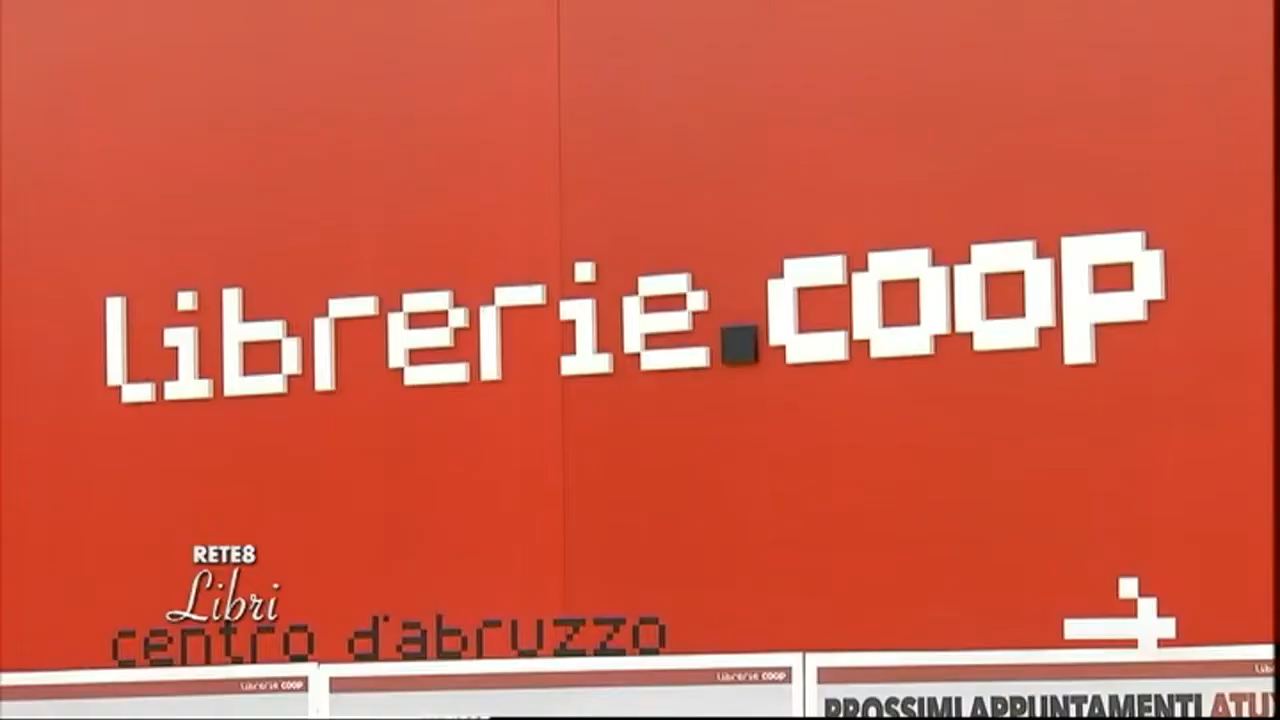 librerie.coop
RETE8
Libri
centro d'abruzzo
librerie coop
librerie coop
PROSSIMI APPUNTAMENTI